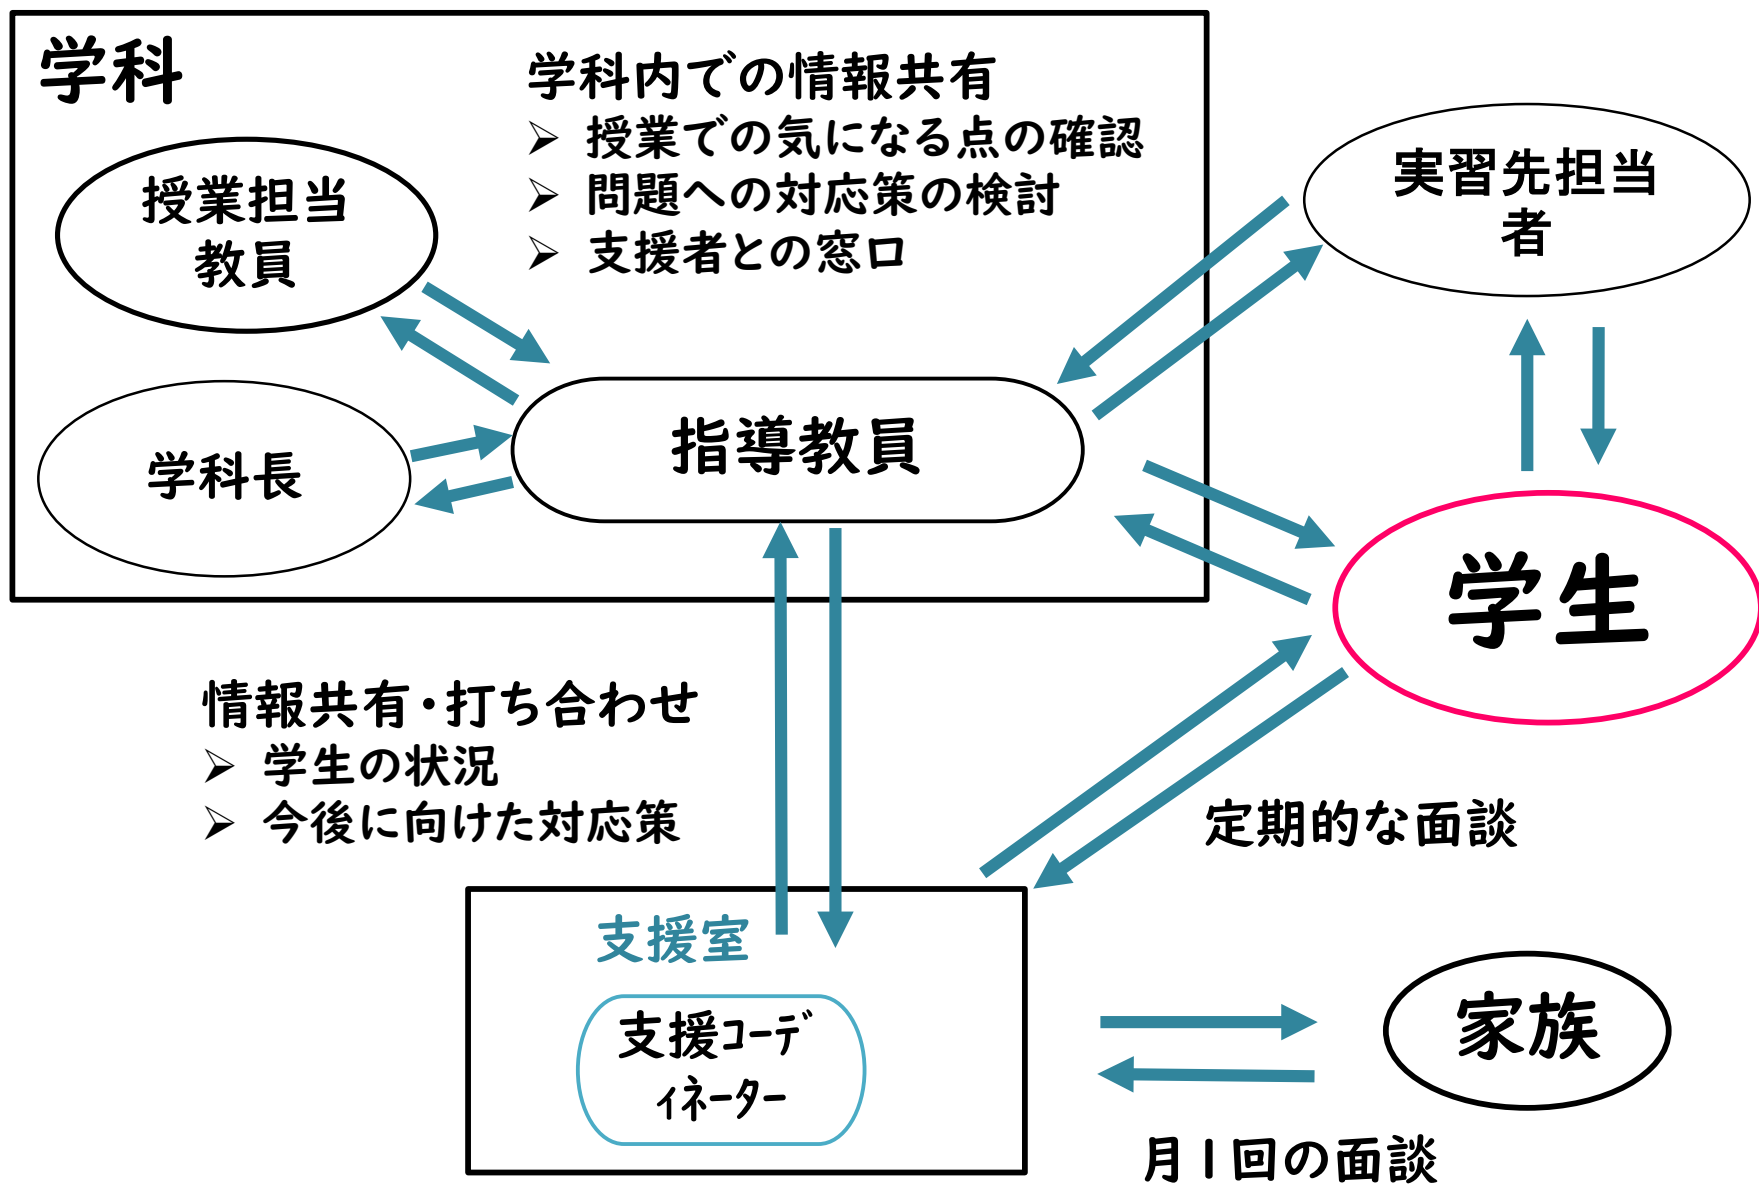 学科
学科内での情報共有
➢ 授業での気になる点の確認
➢ 問題への対応策の検討
➢ 支援者との窓口
授業担当
教員
実習先担当
者
学科長
指導教員
学生
情報共有・打ち合わせ
➢ 学生の状況
➢ 今後に向けた対応策
定期的な面談
支援室
支援ｺｰﾃﾞ
ｨﾈｰﾀｰ
家族
月1回の面談